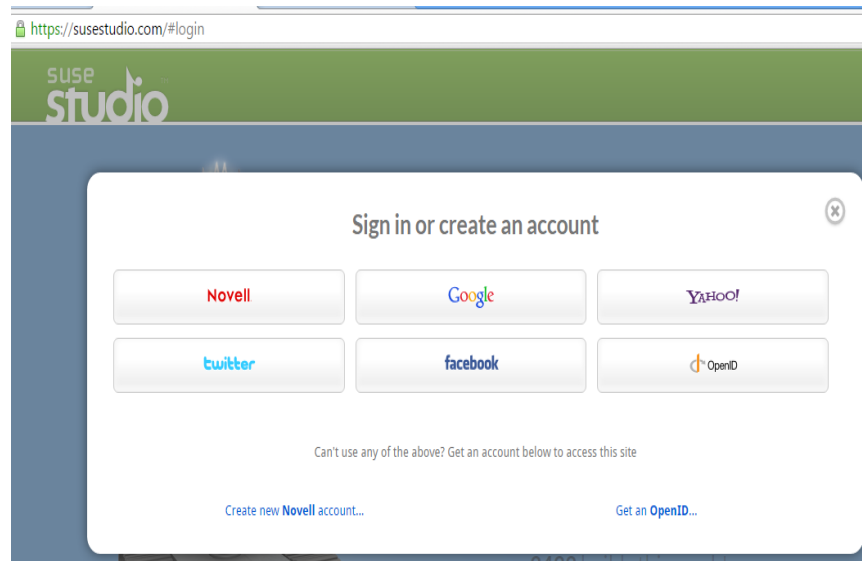 https://susestudio.com/#login
suse
studio
Sign in or create an account
Novell
Google
YAHOO!
twitter
facebook
OpenID
Can't use any of the above? Get an account below to access this site
Create new Novell account...
Get an OpenID...